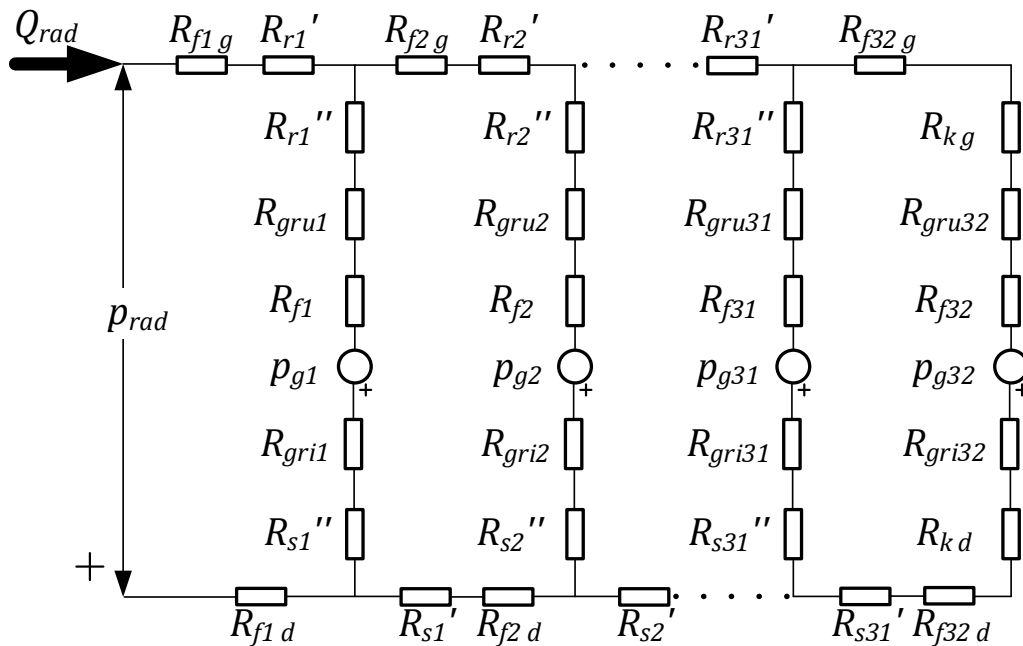 Q_rad R_f1 g R_r1' R_f2 g R_r2' R_r31' R_f32 g
R_r1'' R_r2'' R_r31'' R_k g
R_gru1 R_gru2 R_gru31 R_gru32
R_f1 R_f2 R_f31 R_f32
p_rad
p_g1 p_g2 p_g31 p_g32
+ + + +
R_gri1 R_gri2 R_gri31 R_gri32
R_s1'' R_s2'' R_s31'' R_k d
+
R_f1 d R_s1' R_f2 d R_s2' R_s31' R_f32 d